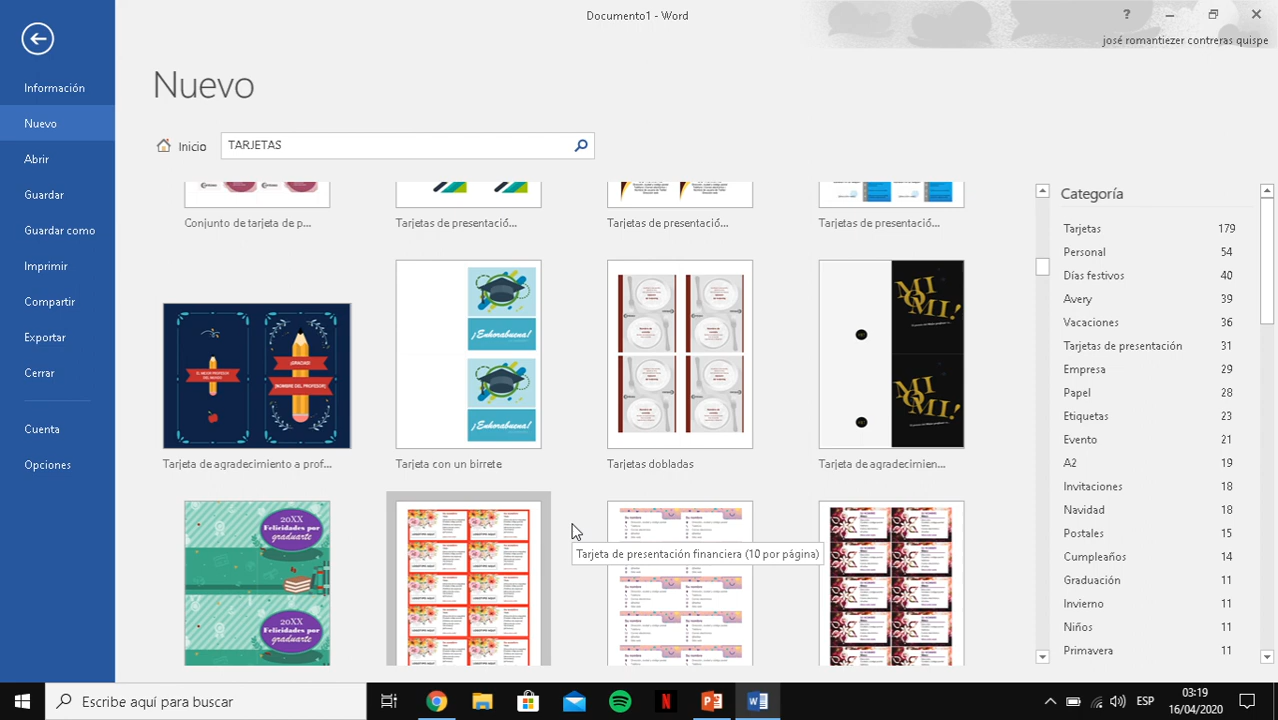 Documento1 - Word
?
josé romantiezer contreras quispe
Información
Nuevo
Abrir
Guardar
Guardar como
Imprimir
Compartir
Exportar
Cerrar
Cuenta
Opciones
Nuevo
Inicio
TARJETAS
Conjunto de tarjeta de p...
Tarjetas de presentació...
Tarjetas de presentació...
Tarjetas de presentació...
¡GRACIAS!
[NOMBRE DEL PROFESOR]
¡Enhorabuena!
¡Enhorabuena!
Tarjeta de agradecimiento a prof...
Tarjeta con un birrete
Tarjetas dobladas
Tarjeta de agradecimien...
20XX
Felicidades por
graduarte
20XX
Felicidades por
graduarte
Tarjeta de presentación financiera (10 por página)
Categoría
Tarjetas 179
Personal 54
Días festivos 40
Avery 39
Vacaciones 36
Tarjetas de presentación 31
Empresa 29
Papel 28
Etiquetas 23
Evento 21
A2 19
Invitaciones 18
Navidad 18
Postales 15
Cumpleaños 14
Graduación 11
Invierno 11
Niños 11
Primavera 11
Escribe aquí para buscar
ESP
03:19
16/04/2020